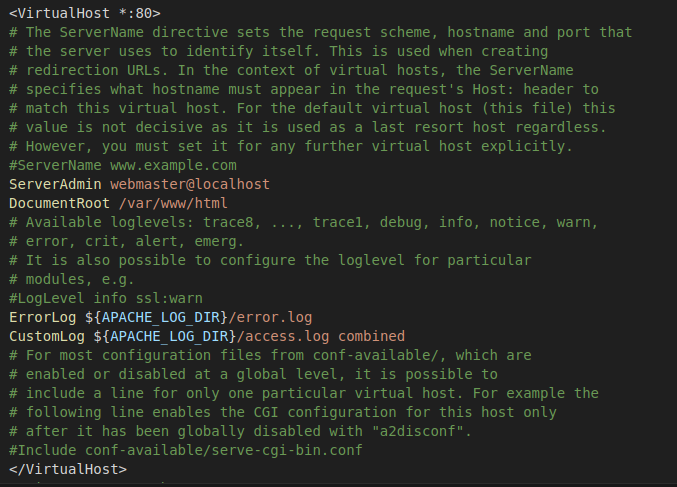 <VirtualHost *:80>
# The ServerName directive sets the request scheme, hostname and port that
# the server uses to identify itself. This is used when creating
# redirection URLs. In the context of virtual hosts, the ServerName
# specifies what hostname must appear in the request's Host: header to
# match this virtual host. For the default virtual host (this file) this
# value is not decisive as it is used as a last resort host regardless.
# However, you must set it for any further virtual host explicitly.
#ServerName www.example.com
ServerAdmin webmaster@localhost
DocumentRoot /var/www/html
# Available loglevels: trace8, ..., trace1, debug, info, notice, warn,
# error, crit, alert, emerg.
# It is also possible to configure the loglevel for particular
# modules, e.g.
#LogLevel info ssl:warn
ErrorLog ${APACHE_LOG_DIR}/error.log
CustomLog ${APACHE_LOG_DIR}/access.log combined
# For most configuration files from conf-available/, which are
# enabled or disabled at a global level, it is possible to
# include a line for only one particular virtual host. For example the
# following line enables the CGI configuration for this host only
# after it has been globally disabled with "a2disconf".
#Include conf-available/serve-cgi-bin.conf
</VirtualHost>